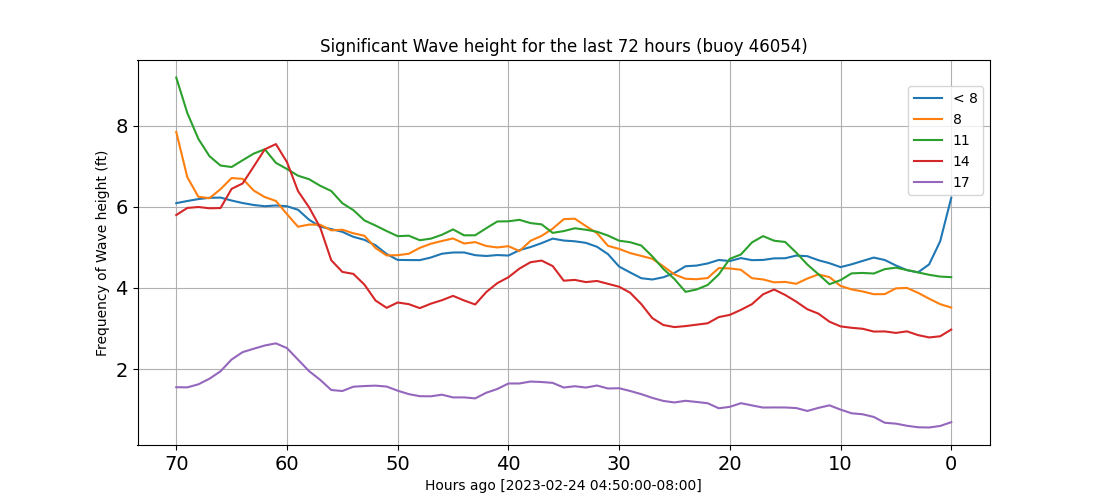 Significant Wave height for the last 72 hours (buoy 46054)
Frequency of Wave height (ft)
8
6
4
2
< 8
8
11
14
17
70 60 50 40 30 20 10 0
Hours ago [2023-02-24 04:50:00-08:00]